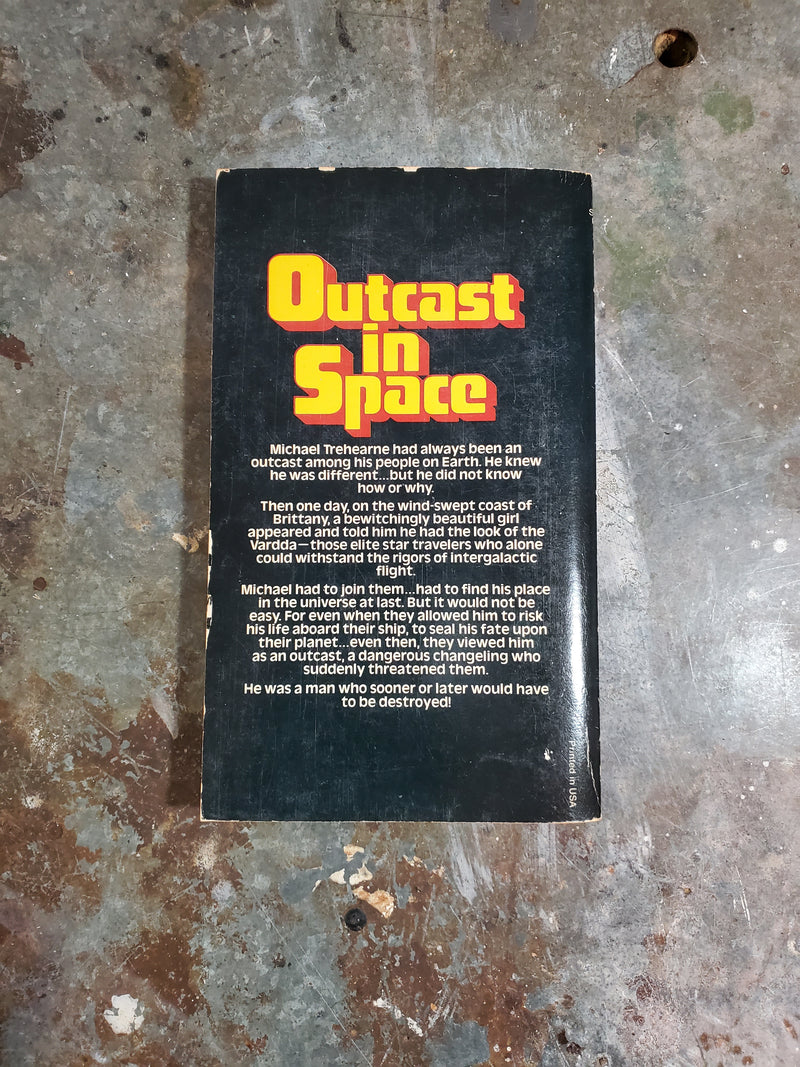 Outcast
in
Space
Michael Trehearne had always been an
outcast among his people on Earth. He knew
he was different...but he did not know
how or why.
Then one day, on the wind-swept coast of
Brittany, a bewitchingly beautiful girl
appeared and told him he had the look of the
Vardda—those elite star travelers who alone
could withstand the rigors of intergalactic
flight.
Michael had to join them...had to find his place
in the universe at last. But it would not be
easy. For even when they allowed him to risk
his life aboard their ship, to seal his fate upon
their planet...even then, they viewed him
as an outcast, a dangerous changeling who
suddenly threatened them.
He was a man who sooner or later would have
to be destroyed!
Printed in USA